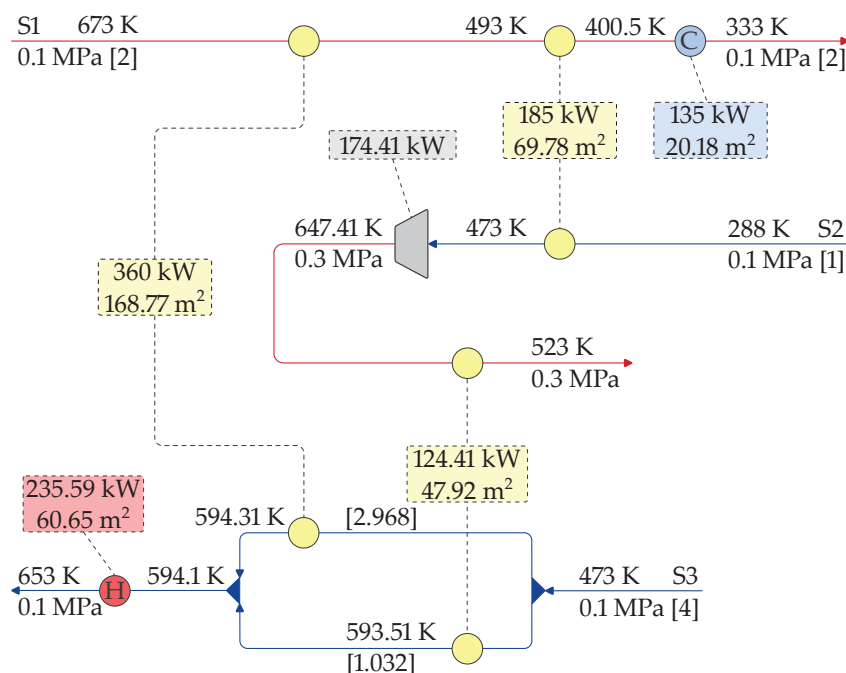 S1 673 K 493 K 400.5 K 333 K
0.1 MPa [2] C 0.1 MPa [2]
185 kW
69.78 m²
135 kW
20.18 m²
174.41 kW
647.41 K 473 K 288 K S2
0.3 MPa 0.1 MPa [1]
360 kW
168.77 m²
523 K
0.3 MPa
124.41 kW
47.92 m²
235.59 kW
60.65 m²
594.31 K [2.968]
653 K H 594.1 K 473 K S3
0.1 MPa 0.1 MPa [4]
593.51 K
[1.032]